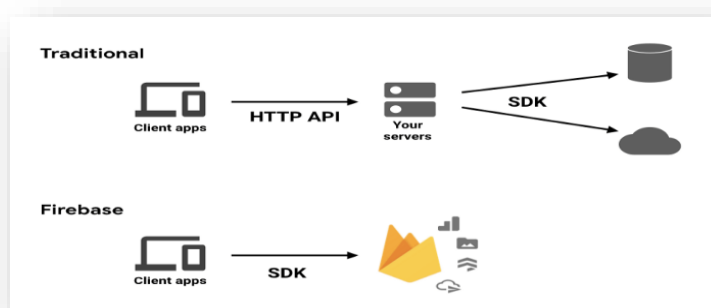 Traditional
Client apps
HTTP API
Your
servers
SDK
Firebase
Client apps
SDK